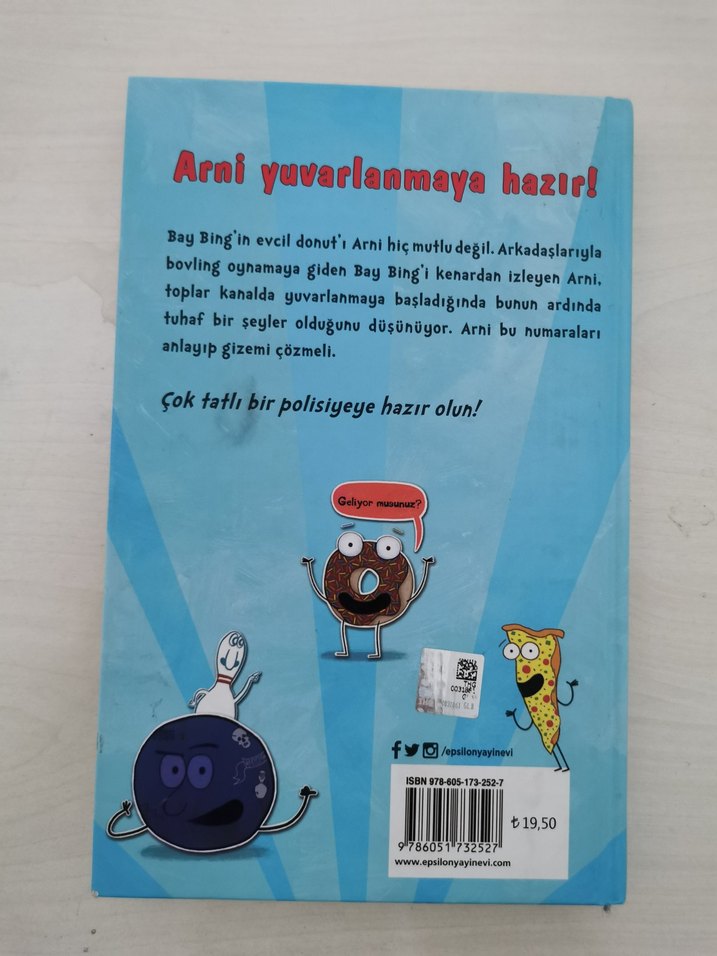 Arni yuvarlanmaya hazır!
Bay Bing'in evcil donut'ı Arni hiç mutlu değil. Arkadaşlarıyla
bovling oynamaya giden Bay Bing'i kenardan izleyen Arni,
toplar kanalda yuvarlanmaya başladığında bunun ardında
tuhaf bir şeyler olduğunu düşünüyor. Arni bu numaraları
anlayıp gizemi çözmeli.
Çok tatlı bir polisiyeye hazır olun!
Geliyor musunuz?
/epsilonyayinevi
ISBN 978-605-173-252-7
₺ 19,50
9 786051 732527
www.epsilonyayinevi.com